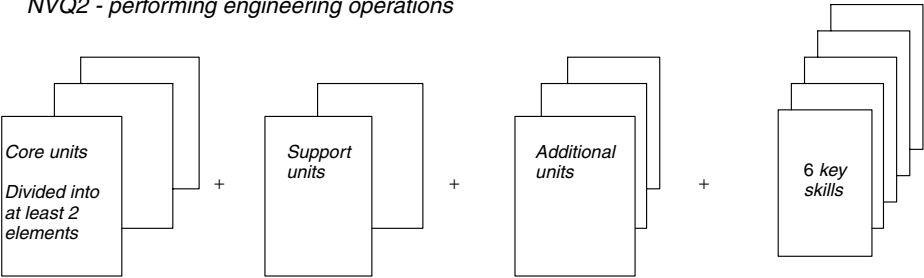 NVQ2 - performing engineering operations
Core units
Divided into
at least 2
elements
+
Support
units
+
Additional
units
+
6 key
skills